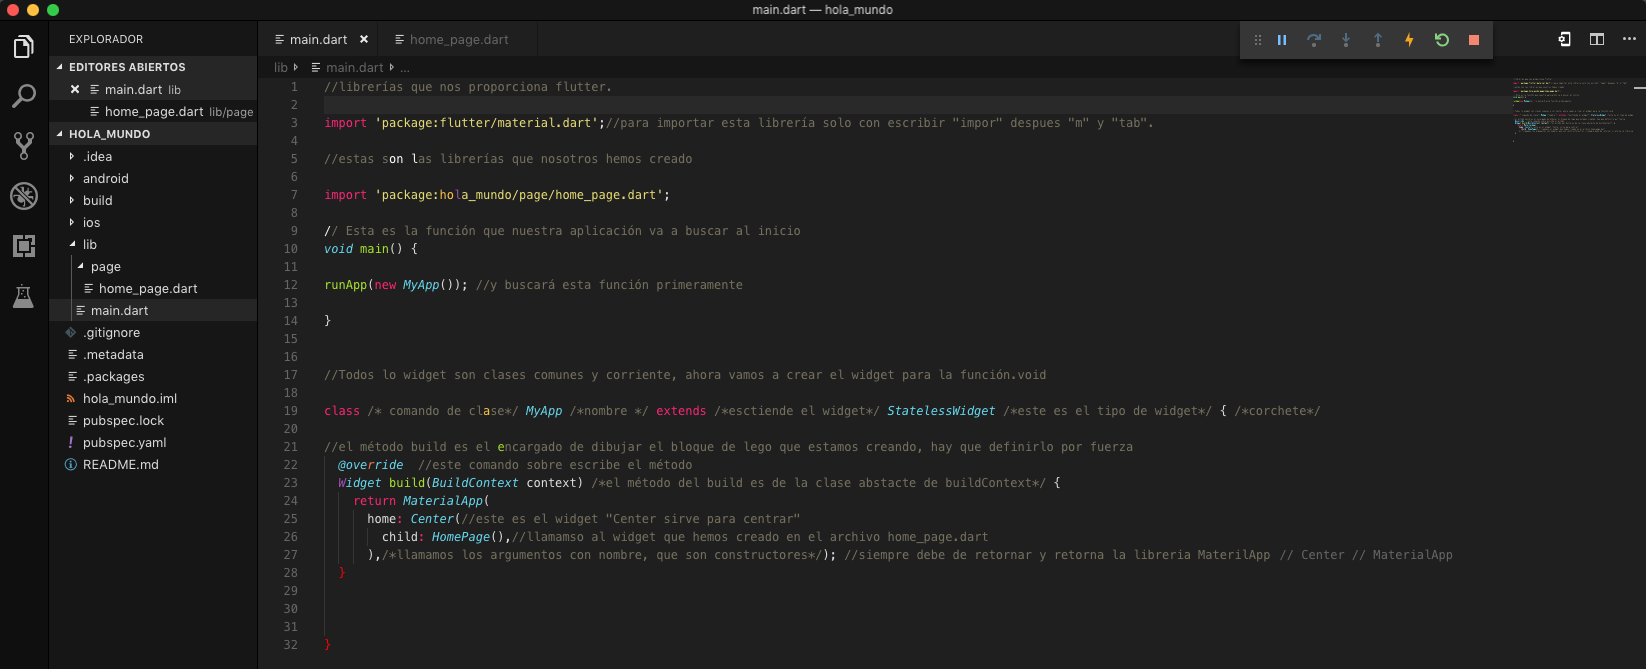 main.dart — hola_mundo
EXPLORADOR
EDITORES ABIERTOS
main.dart lib
home_page.dart lib/page
HOLA_MUNDO
.idea
android
build
ios
lib
page
home_page.dart
main.dart
.gitignore
.metadata
.packages
hola_mundo.iml
pubspec.lock
pubspec.yaml
README.md
main.dart
home_page.dart
lib main.dart ...
1 //librerías que nos proporciona flutter.
2
3 import 'package:flutter/material.dart';//para importar esta librería solo con escribir "impor" despues "m" y "tab".
4
5 //estas son las librerías que nosotros hemos creado
6
7 import 'package:hola_mundo/page/home_page.dart';
8
9 // Esta es la función que nuestra aplicación va a buscar al inicio
10 void main() {
11
12 runApp(new MyApp()); //y buscará esta función primeramente
13
14 }
15
16
17 //Todos lo widget son clases comunes y corriente, ahora vamos a crear el widget para la función.void
18
19 class /* comando de clase*/ MyApp /*nombre */ extends /*esctiende el widget*/ StatelessWidget /*este es el tipo de widget*/ { /*corchete*/
20
21 //el método build es el encargado de dibujar el bloque de lego que estamos creando, hay que definirlo por fuerza
22 @override //este comando sobre escribe el método
23 Widget build(BuildContext context) /*el método del build es de la clase abstacte de buildContext*/ {
24 return MaterialApp(
25 home: Center(//este es el widget "Center sirve para centrar"
26 child: HomePage(),//llamamso al widget que hemos creado en el archivo home_page.dart
27 ),/*llamamos los argumentos con nombre, que son constructores*/); //siempre debe de retornar y retorna la libreria MaterilApp // Center // MaterialApp
28 }
29
30
31
32 }